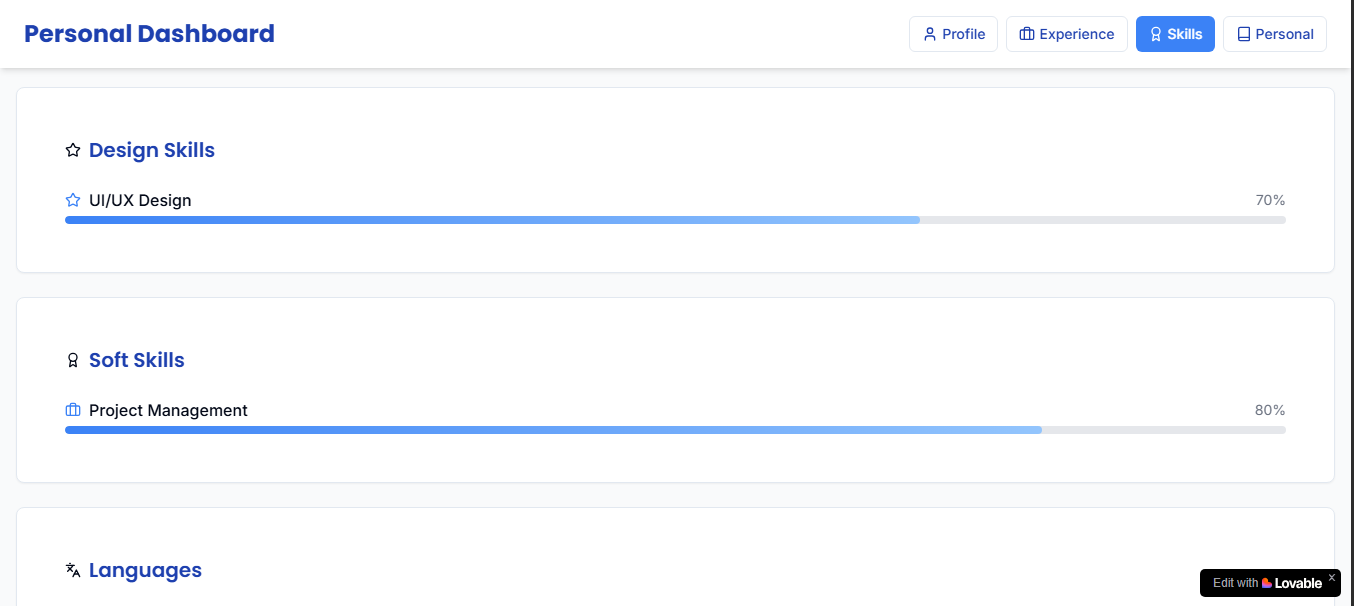 Personal Dashboard
Profile
Experience
Skills
Personal
Design Skills
UI/UX Design
70%
Soft Skills
Project Management
80%
Languages
Edit with Lovable